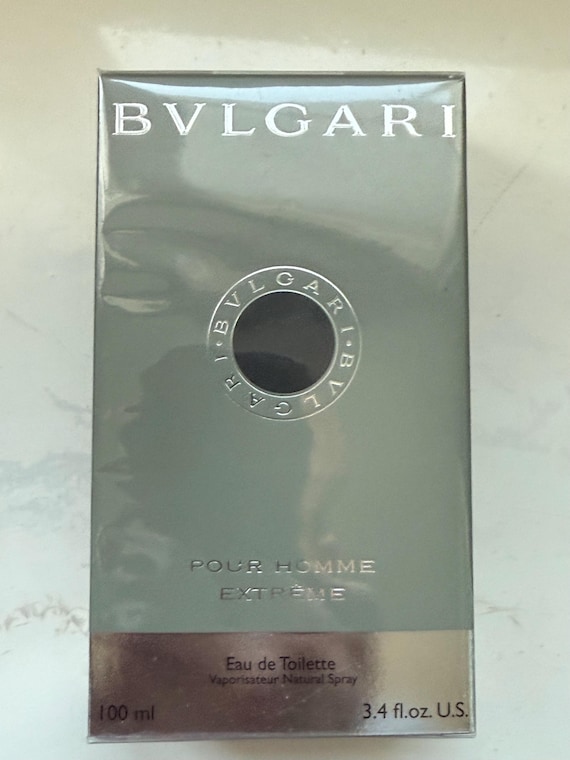 BVLGARI
BVLGARI • BVLGARI •
POUR HOMME
EXTRÊME
Eau de Toilette
Vaporisateur Natural Spray
100 ml 3.4 fl.oz. U.S.